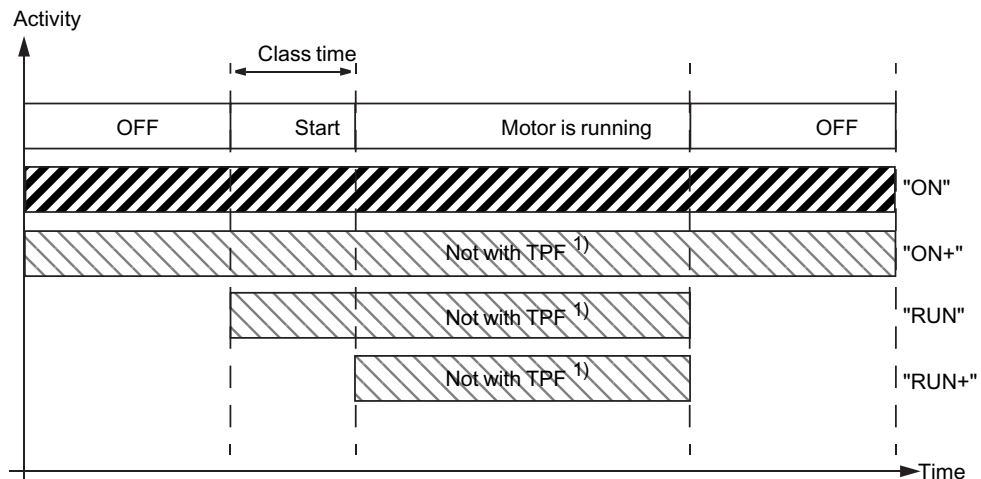 Activity
Class time
OFF Start Motor is running OFF
"ON"
Not with TPF 1) "ON+"
Not with TPF 1) "RUN"
Not with TPF 1) "RUN+"
Time